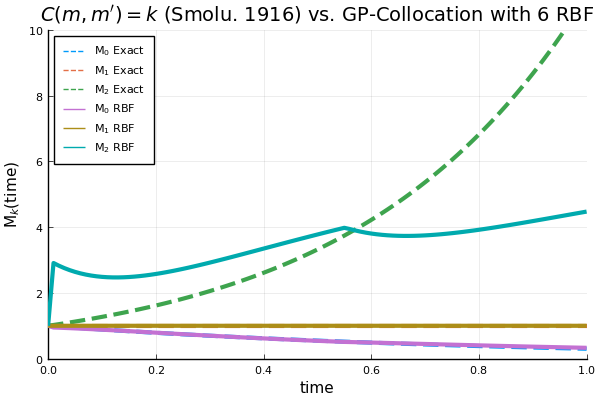 C(m, m′) = k (Smolu. 1916) vs. GP-Collocation with 6 RBF
M₀ Exact
M₁ Exact
M₂ Exact
M₀ RBF
M₁ RBF
M₂ RBF
10
8
6
4
2
0
Mₖ(time)
0.0 0.2 0.4 0.6 0.8 1.0
time